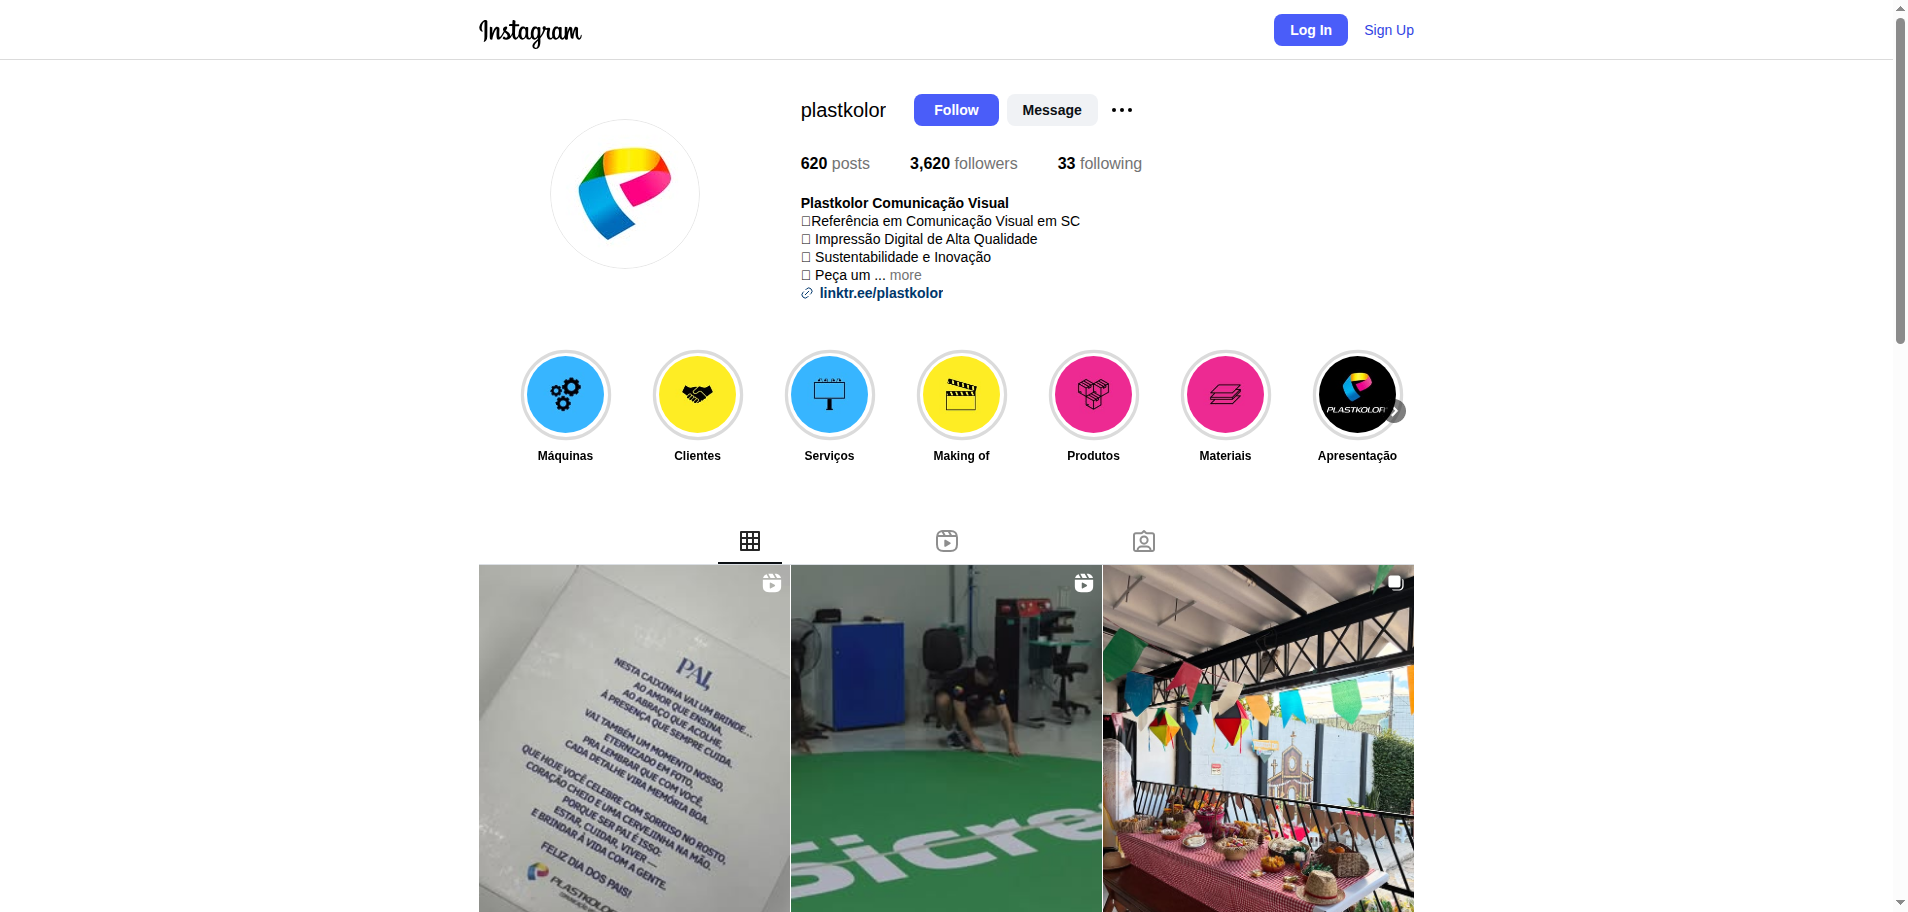 Instagram
Log In
Sign Up
plastkolor
Follow
Message
620 posts
3,620 followers
33 following
Plastkolor Comunicação Visual
Referência em Comunicação Visual em SC
Impressão Digital de Alta Qualidade
Sustentabilidade e Inovação
Peça um ... more
linktr.ee/plastkolor
PLASTKOLOR
Máquinas
Clientes
Serviços
Making of
Produtos
Materiais
Apresentação
PAI,
NESTA CAIXINHA VAI UM BRINDE...
AO AMOR QUE ENSINA,
AO ABRAÇO QUE ACOLHE,
À PRESENÇA QUE SEMPRE CUIDA.
VAI TAMBÉM UM MOMENTO NOSSO,
ETERNIZADO EM FOTO,
PRA LEMBRAR QUE COM VOCÊ,
CADA DETALHE VIRA MEMÓRIA BOA.
QUE HOJE VOCÊ CELEBRE COM SORRISO NO ROSTO,
CORAÇÃO CHEIO E UMA CERVEJINHA NA MÃO.
PORQUE SER PAI É ISSO:
ESTAR, CUIDAR, VIVER —
E BRINDAR À VIDA COM A GENTE.
FELIZ DIA DOS PAIS!
PLASTKOLOR
Sicre